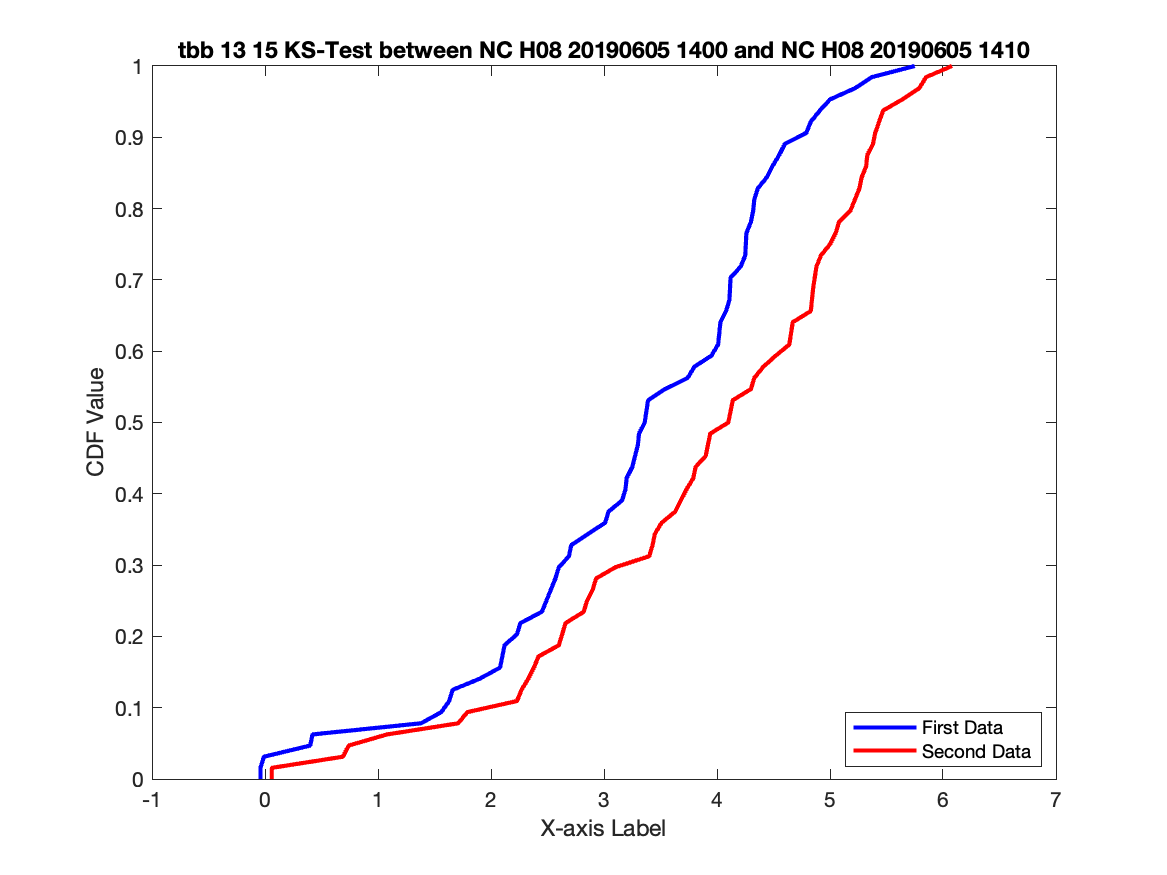 tbb 13 15 KS-Test between NC H08 20190605 1400 and NC H08 20190605 1410
1
0.9
0.8
0.7
0.6
0.5
0.4
0.3
0.2
0.1
0
CDF Value
First Data
Second Data
-1 0 1 2 3 4 5 6 7
X-axis Label